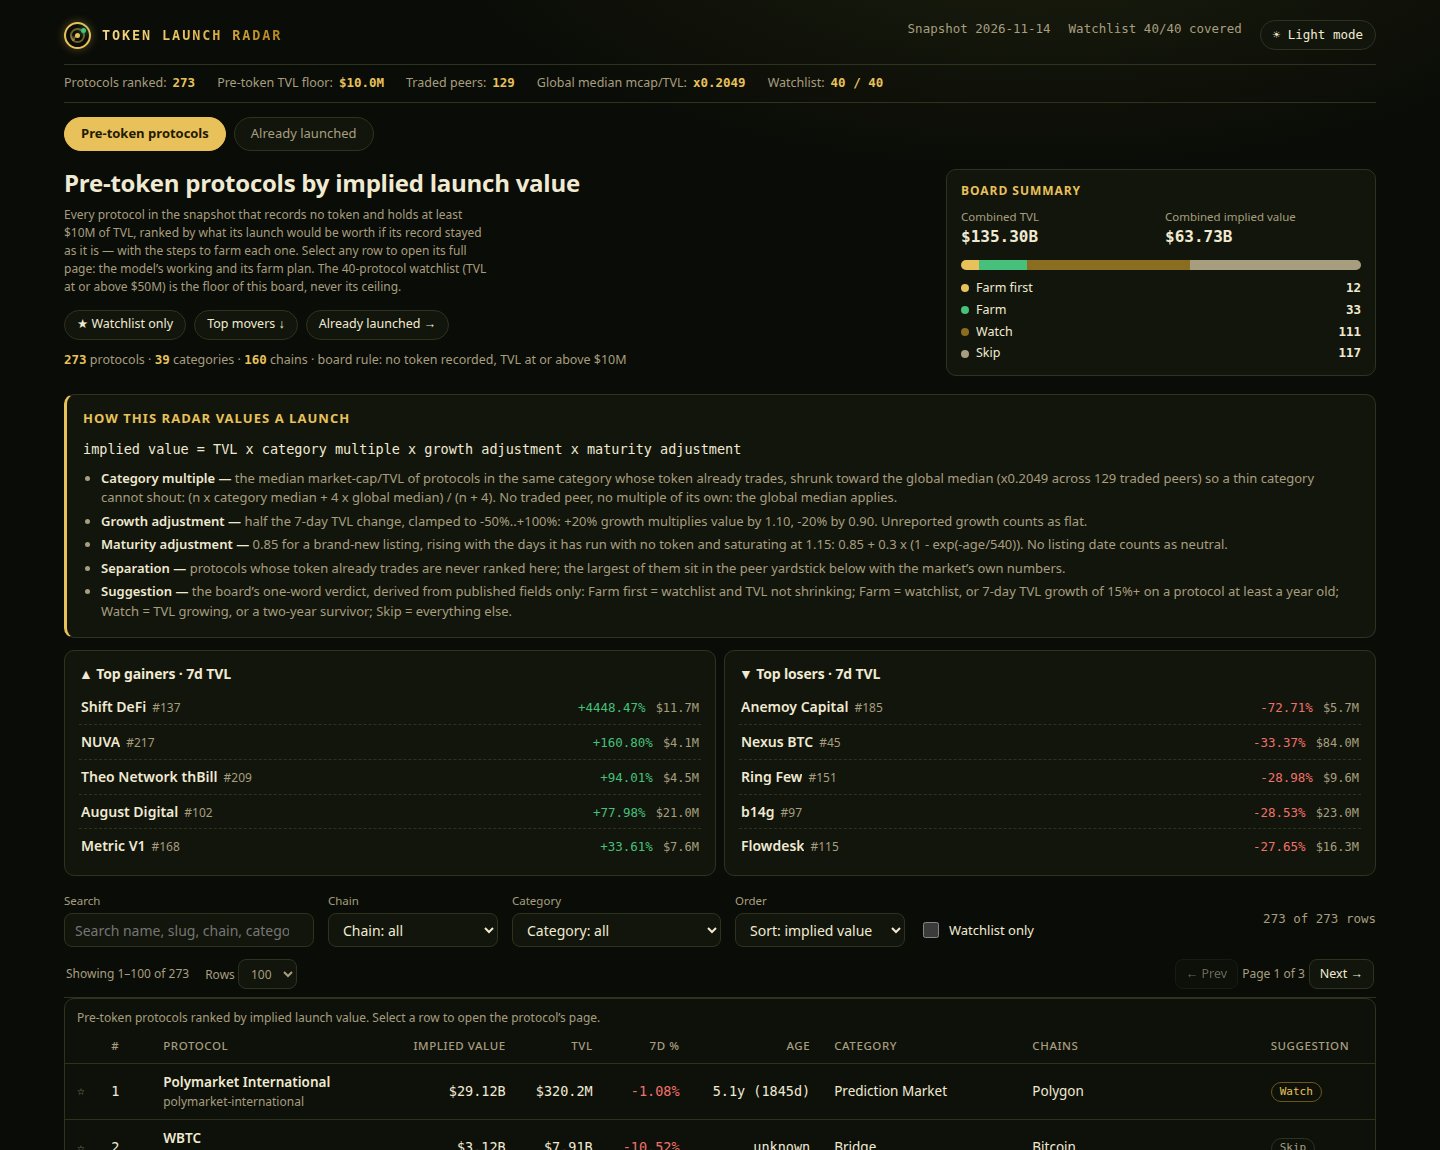 TOKEN LAUNCH RADAR
Snapshot 2026-11-14 Watchlist 40/40 covered ☀ Light mode
Protocols ranked: 273 Pre-token TVL floor: $10.0M Traded peers: 129 Global median mcap/TVL: x0.2049 Watchlist: 40 / 40
Pre-token protocols Already launched
Pre-token protocols by implied launch value
Every protocol in the snapshot that records no token and holds at least
$10M of TVL, ranked by what its launch would be worth if its record stayed
as it is — with the steps to farm each one. Select any row to open its full
page: the model’s working and its farm plan. The 40-protocol watchlist (TVL
at or above $50M) is the floor of this board, never its ceiling.
★ Watchlist only Top movers ↓ Already launched →
273 protocols · 39 categories · 160 chains · board rule: no token recorded, TVL at or above $10M
BOARD SUMMARY
Combined TVL Combined implied value
$135.30B $63.73B
Farm first 12
Farm 33
Watch 111
Skip 117
HOW THIS RADAR VALUES A LAUNCH
implied value = TVL x category multiple x growth adjustment x maturity adjustment
Category multiple — the median market-cap/TVL of protocols in the same category whose token already trades, shrunk toward the global median (x0.2049 across 129 traded peers) so a thin category
cannot shout: (n x category median + 4 x global median) / (n + 4). No traded peer, no multiple of its own: the global median applies.
Growth adjustment — half the 7-day TVL change, clamped to -50%..+100%: +20% growth multiplies value by 1.10, -20% by 0.90. Unreported growth counts as flat.
Maturity adjustment — 0.85 for a brand-new listing, rising with the days it has run with no token and saturating at 1.15: 0.85 + 0.3 x (1 - exp(-age/540)). No listing date counts as neutral.
Separation — protocols whose token already trades are never ranked here; the largest of them sit in the peer yardstick below with the market’s own numbers.
Suggestion — the board’s one-word verdict, derived from published fields only: Farm first = watchlist and TVL not shrinking; Farm = watchlist, or 7-day TVL growth of 15%+ on a protocol at least a year old;
Watch = TVL growing, or a two-year survivor; Skip = everything else.
▲ Top gainers · 7d TVL
Shift DeFi #137 +4448.47% $11.7M
NUVA #217 +160.80% $4.1M
Theo Network thBill #209 +94.01% $4.5M
August Digital #102 +77.98% $21.0M
Metric V1 #168 +33.61% $7.6M
▼ Top losers · 7d TVL
Anemoy Capital #185 -72.71% $5.7M
Nexus BTC #45 -33.37% $84.0M
Ring Few #151 -28.98% $9.6M
b14g #97 -28.53% $23.0M
Flowdesk #115 -27.65% $16.3M
Search Chain Category Order
Search name, slug, chain, catego Chain: all Category: all Sort: implied value Watchlist only 273 of 273 rows
Showing 1–100 of 273 Rows 100 ← Prev Page 1 of 3 Next →
Pre-token protocols ranked by implied launch value. Select a row to open the protocol’s page.
# PROTOCOL IMPLIED VALUE TVL 7D % AGE CATEGORY CHAINS SUGGESTION
☆ 1 Polymarket International $29.12B $320.2M -1.08% 5.1y (1845d) Prediction Market Polygon Watch
polymarket-international
☆ 2 WBTC $3.12B $7.91B -10.52% unknown Bridge Bitcoin Skip